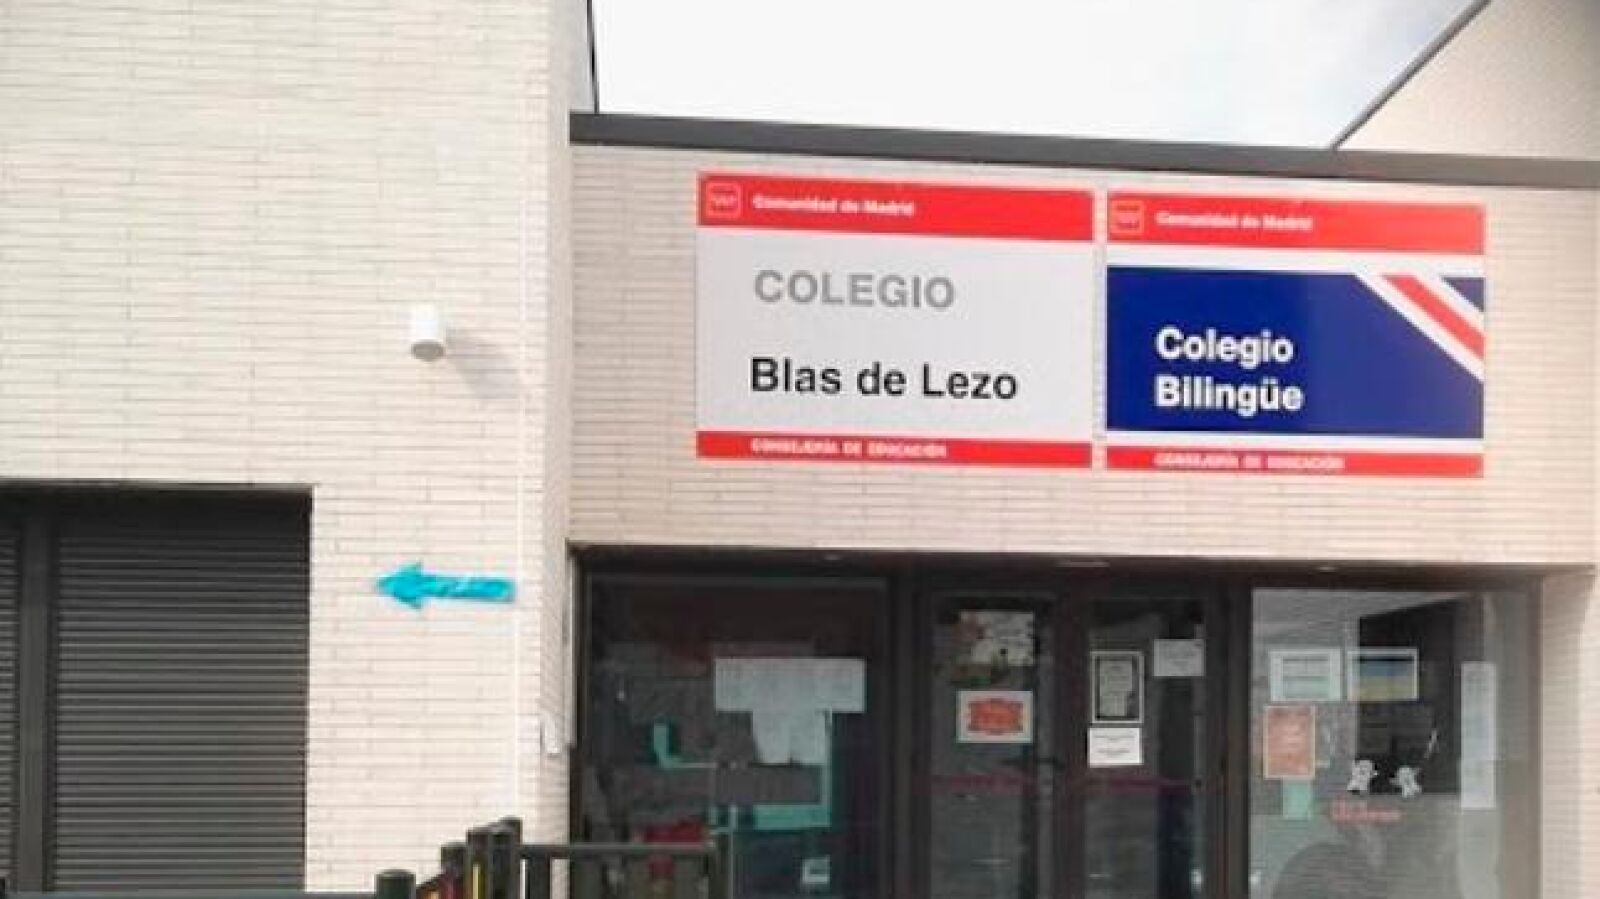 Comunidad de Madrid
COLEGIO
Blas de Lezo
CONSEJERÍA DE EDUCACIÓN
Comunidad de Madrid
Colegio
Bilingüe
CONSEJERÍA DE EDUCACIÓN